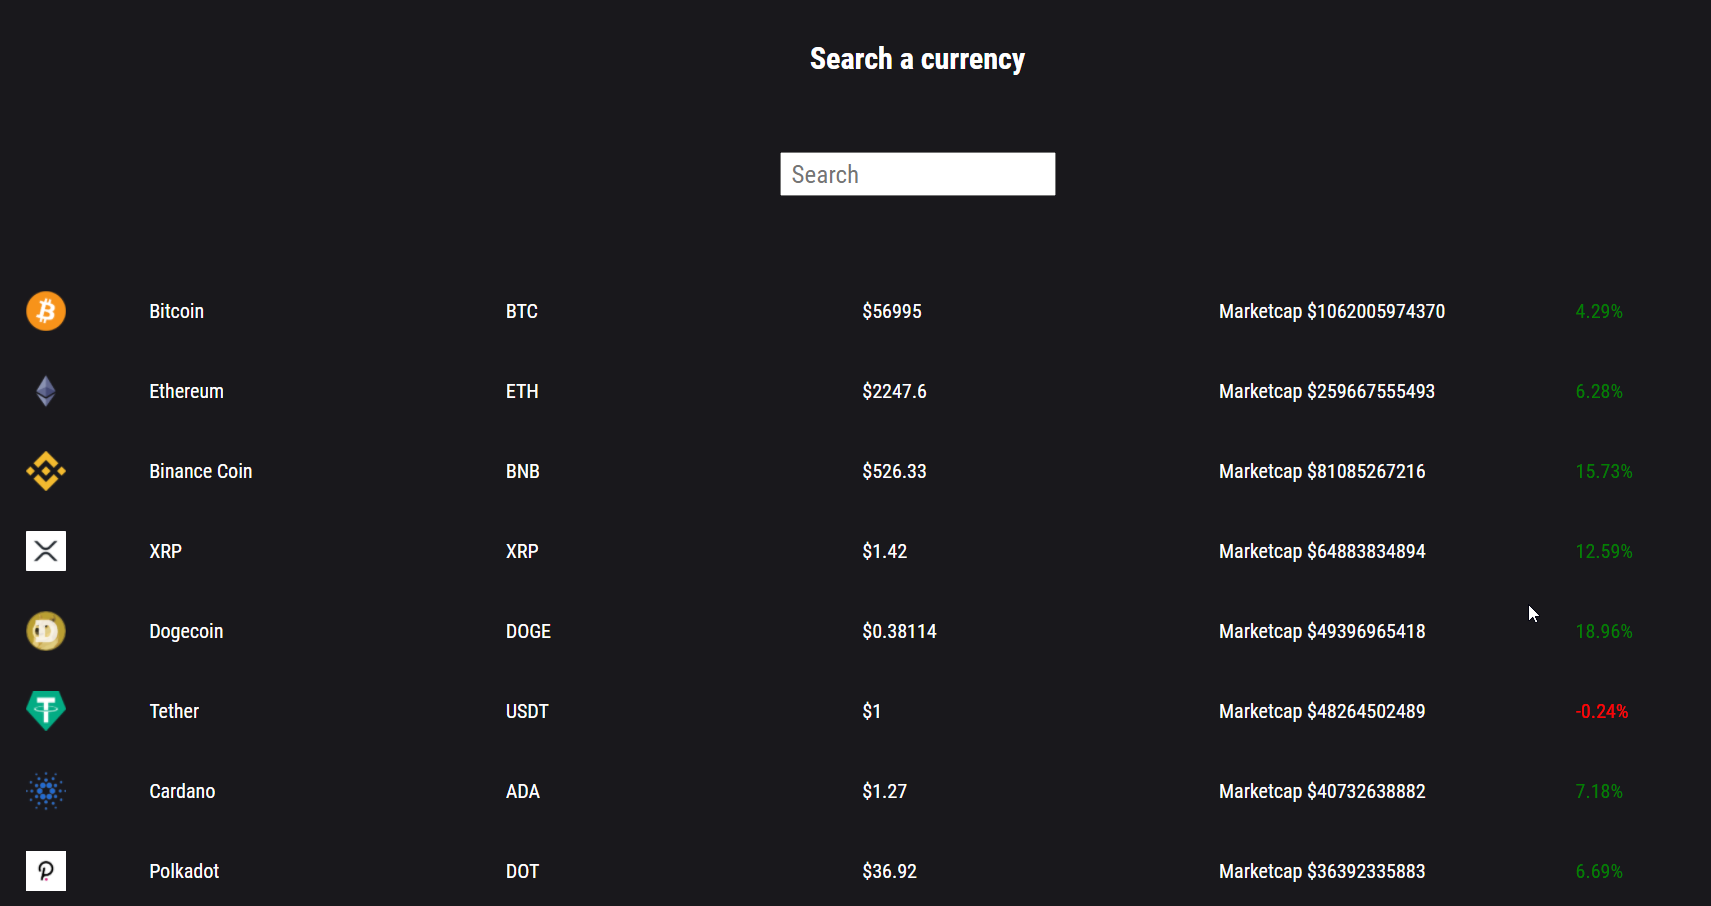 Search a currency
Search
Bitcoin BTC $56995 Marketcap $1062005974370 4.29%
Ethereum ETH $2247.6 Marketcap $259667555493 6.28%
Binance Coin BNB $526.33 Marketcap $81085267216 15.73%
XRP XRP $1.42 Marketcap $64883834894 12.59%
Dogecoin DOGE $0.38114 Marketcap $49396965418 18.96%
Tether USDT $1 Marketcap $48264502489 -0.24%
Cardano ADA $1.27 Marketcap $40732638882 7.18%
Polkadot DOT $36.92 Marketcap $36392335883 6.69%